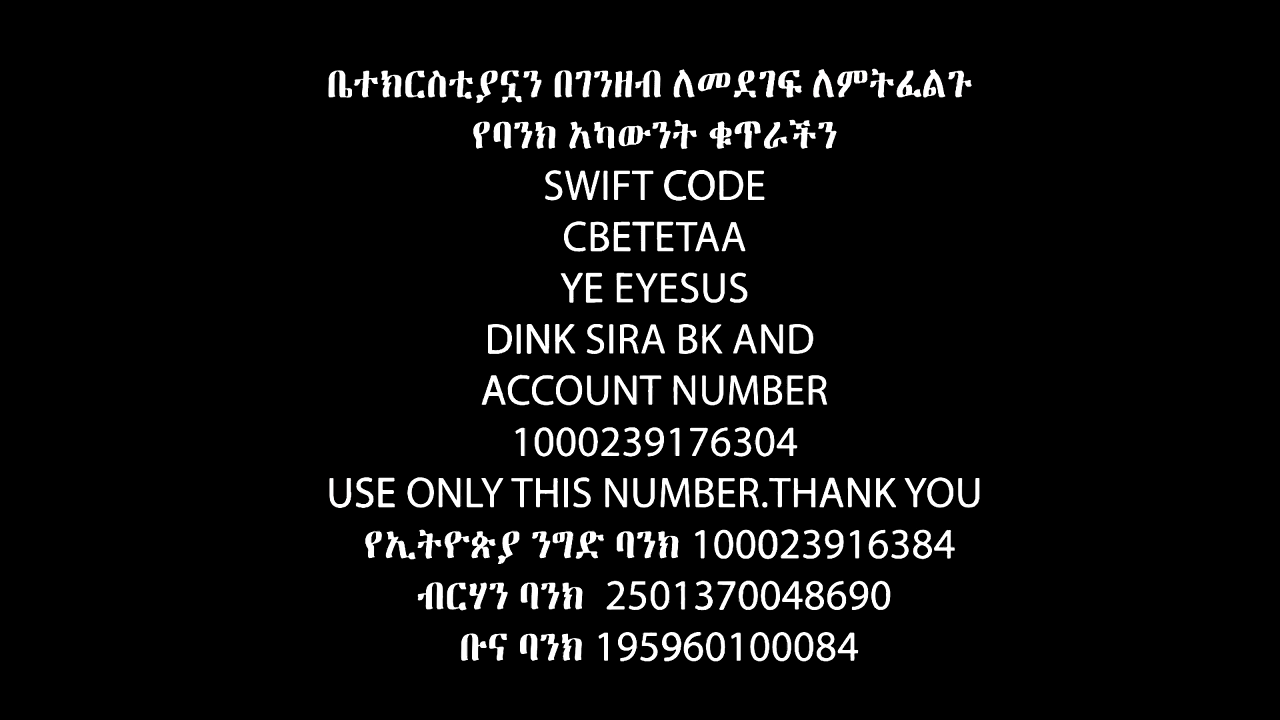 ቤተክርስቲያኗን በገንዘብ ለመደገፍ ለምትፈልጉ
የባንክ አካውንት ቁጥራችን
SWIFT CODE
CBETETAA
YE EYESUS
DINK SIRA BK AND
ACCOUNT NUMBER
1000239176304
USE ONLY THIS NUMBER.THANK YOU
የኢትዮጵያ ንግድ ባንክ 100023916384
ብርሃን ባንክ 2501370048690
ቡና ባንክ 195960100084